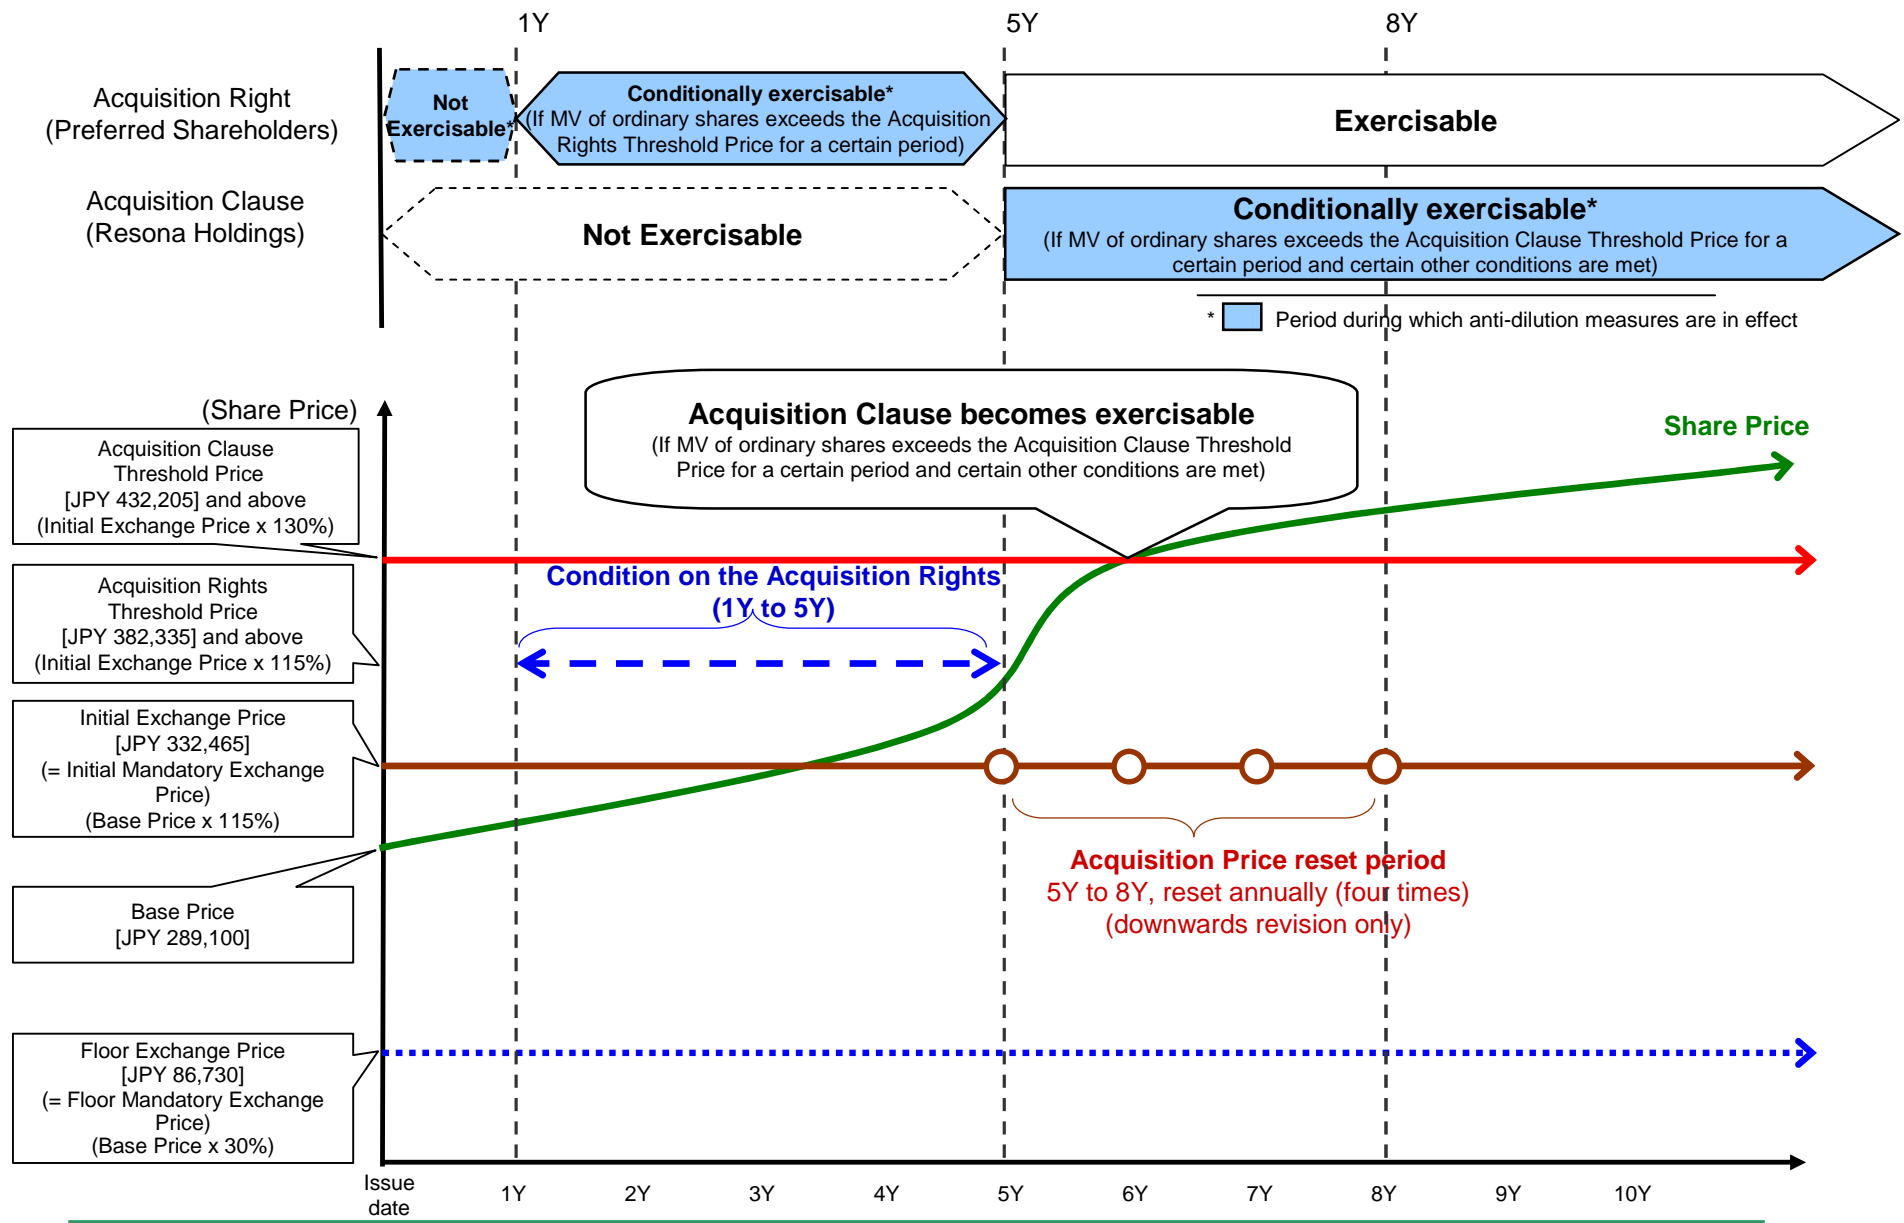 1Y
5Y
8Y
Acquisition Right
(Preferred Shareholders)
Not
Exercisable*
Conditionally exercisable*
(If MV of ordinary shares exceeds the Acquisition
Rights Threshold Price for a certain period)
Exercisable
Acquisition Clause
(Resona Holdings)
Not Exercisable
Conditionally exercisable*
(If MV of ordinary shares exceeds the Acquisition Clause Threshold Price for a
certain period and certain other conditions are met)
* Period during which anti-dilution measures are in effect
(Share Price)
Acquisition Clause becomes exercisable
(If MV of ordinary shares exceeds the Acquisition Clause Threshold
Price for a certain period and certain other conditions are met)
Share Price
Acquisition Clause
Threshold Price
[JPY 432,205] and above
(Initial Exchange Price x 130%)
Condition on the Acquisition Rights
(1Y to 5Y)
Acquisition Rights
Threshold Price
[JPY 382,335] and above
(Initial Exchange Price x 115%)
Initial Exchange Price
[JPY 332,465]
(= Initial Mandatory Exchange
Price)
(Base Price x 115%)
Acquisition Price reset period
5Y to 8Y, reset annually (four times)
(downwards revision only)
Base Price
[JPY 289,100]
Floor Exchange Price
[JPY 86,730]
(= Floor Mandatory Exchange
Price)
(Base Price x 30%)
Issue
date
1Y
2Y
3Y
4Y
5Y
6Y
7Y
8Y
9Y
10Y